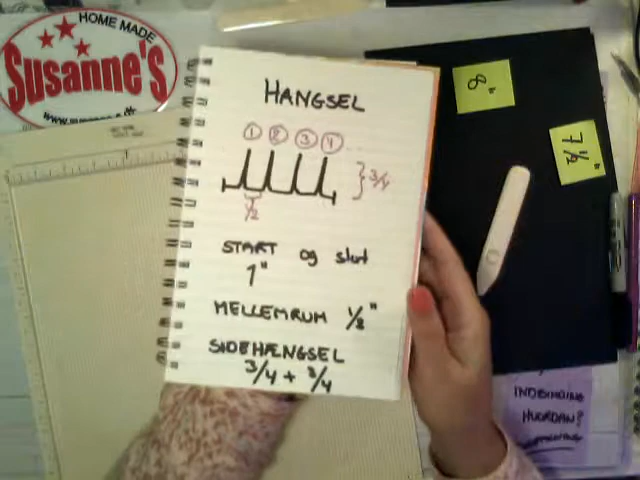 HOME MADE
Susanne's
HANGSEL
1 2 3 4 ...
} 3/4
1/2
START og slut
1"
MELLEMRUM 1/2"
SIDEHÆNGSEL
3/4 + 3/4
8"
7 1/2"
INDBINDING
HVORDAN?